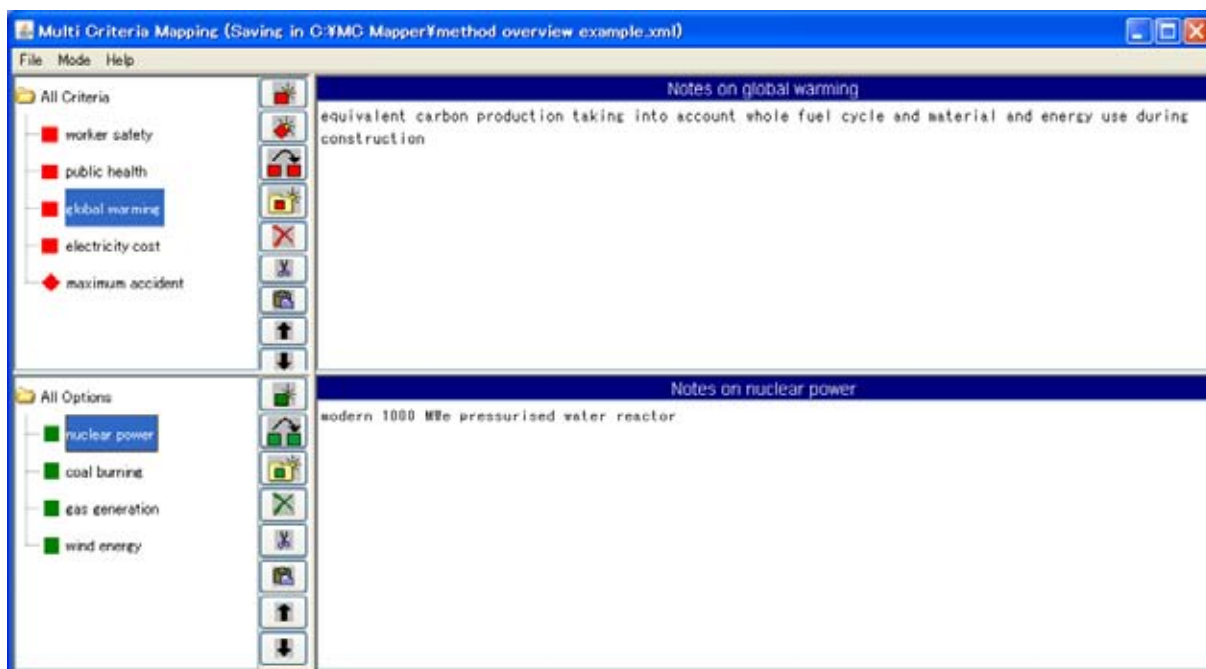 Multi Criteria Mapping (Saving in C:¥MC Mapper¥method overview example.xml)
File Mode Help
All Criteria
worker safety
public health
global warming
electricity cost
maximum accident
Notes on global warming
equivalent carbon production taking into account whole fuel cycle and material and energy use during
construction
All Options
nuclear power
coal burning
gas generation
wind energy
Notes on nuclear power
modern 1000 MWe pressurised water reactor